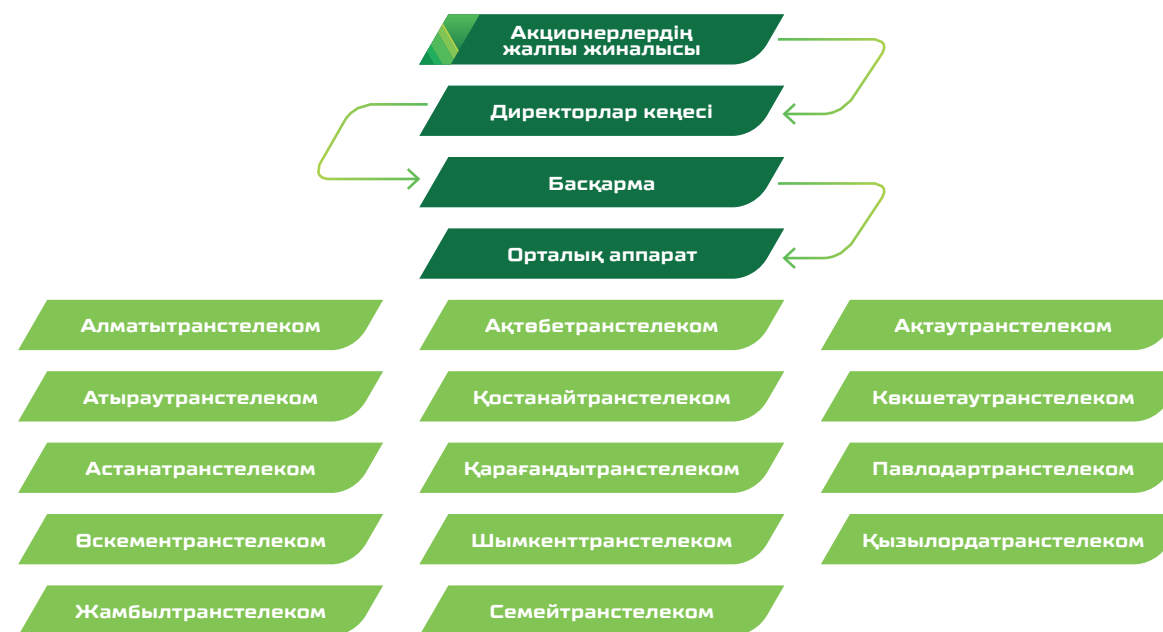 Акционерлердің
жалпы жиналысы
Директорлар кеңесі
Басқарма
Орталық аппарат
Алматытранстелеком
Ақтөбетранстелеком
Ақтаутранстелеком
Атыраутранстелеком
Қостанайтранстелеком
Көкшетаутранстелеком
Астанатранстелеком
Қарағандытранстелеком
Павлодартранстелеком
Өскементранстелеком
Шымкенттранстелеком
Қызылордатранстелеком
Жамбылтранстелеком
Семейтранстелеком